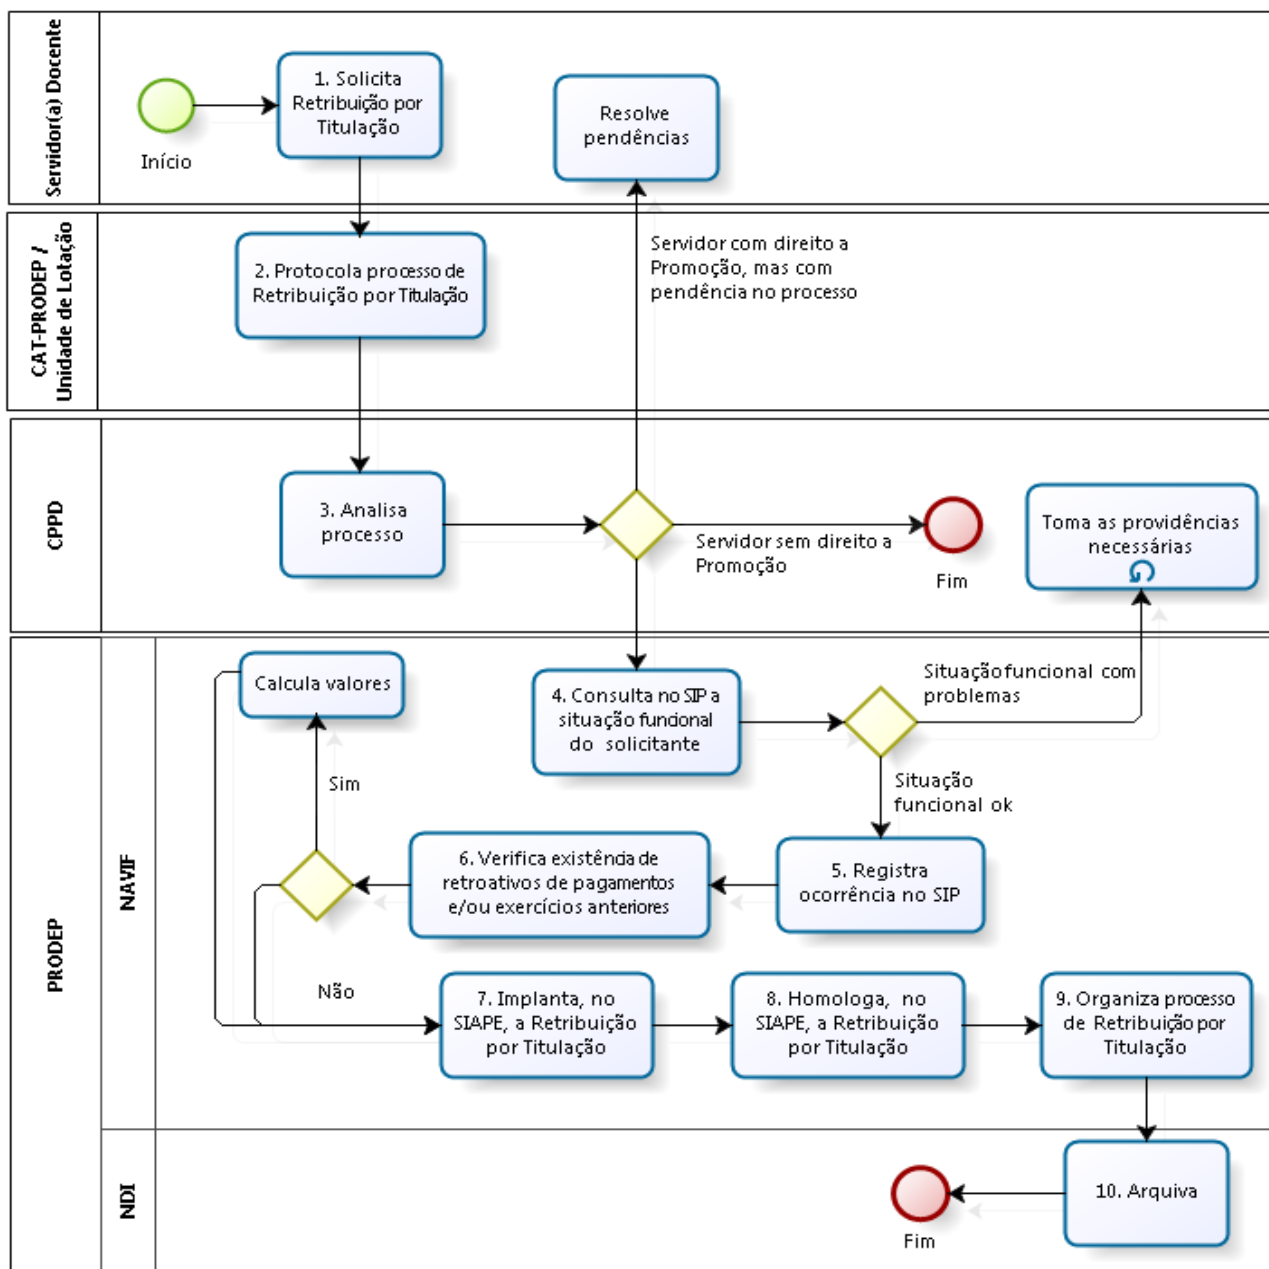 Servidor(a) Docente
Início
1. Solicita
Retribuição por
Titulação
Resolve
pendências
CAT-PRODEP /
Unidade de Lotação
2. Protocola processo de
Retribuição por Titulação
Servidor com direito a
Promoção, mas com
pendência no processo
CPPD
3. Analisa
processo
Servidor sem direito a
Promoção
Fim
Toma as providências
necessárias
PRODEP
NAVIF
Calcula valores
4. Consulta no SIP a
situação funcional
do solicitante
Situação funcional com
problemas
Sim
Situação
funcional ok
6. Verifica existência de
retroativos de pagamentos
e/ou exercícios anteriores
5. Registra
ocorrência no SIP
Não
7. Implanta, no
SIAPE, a Retribuição
por Titulação
8. Homologa, no
SIAPE, a Retribuição
por Titulação
9. Organiza processo
de Retribuição por
Titulação
NDI
10. Arquiva
Fim